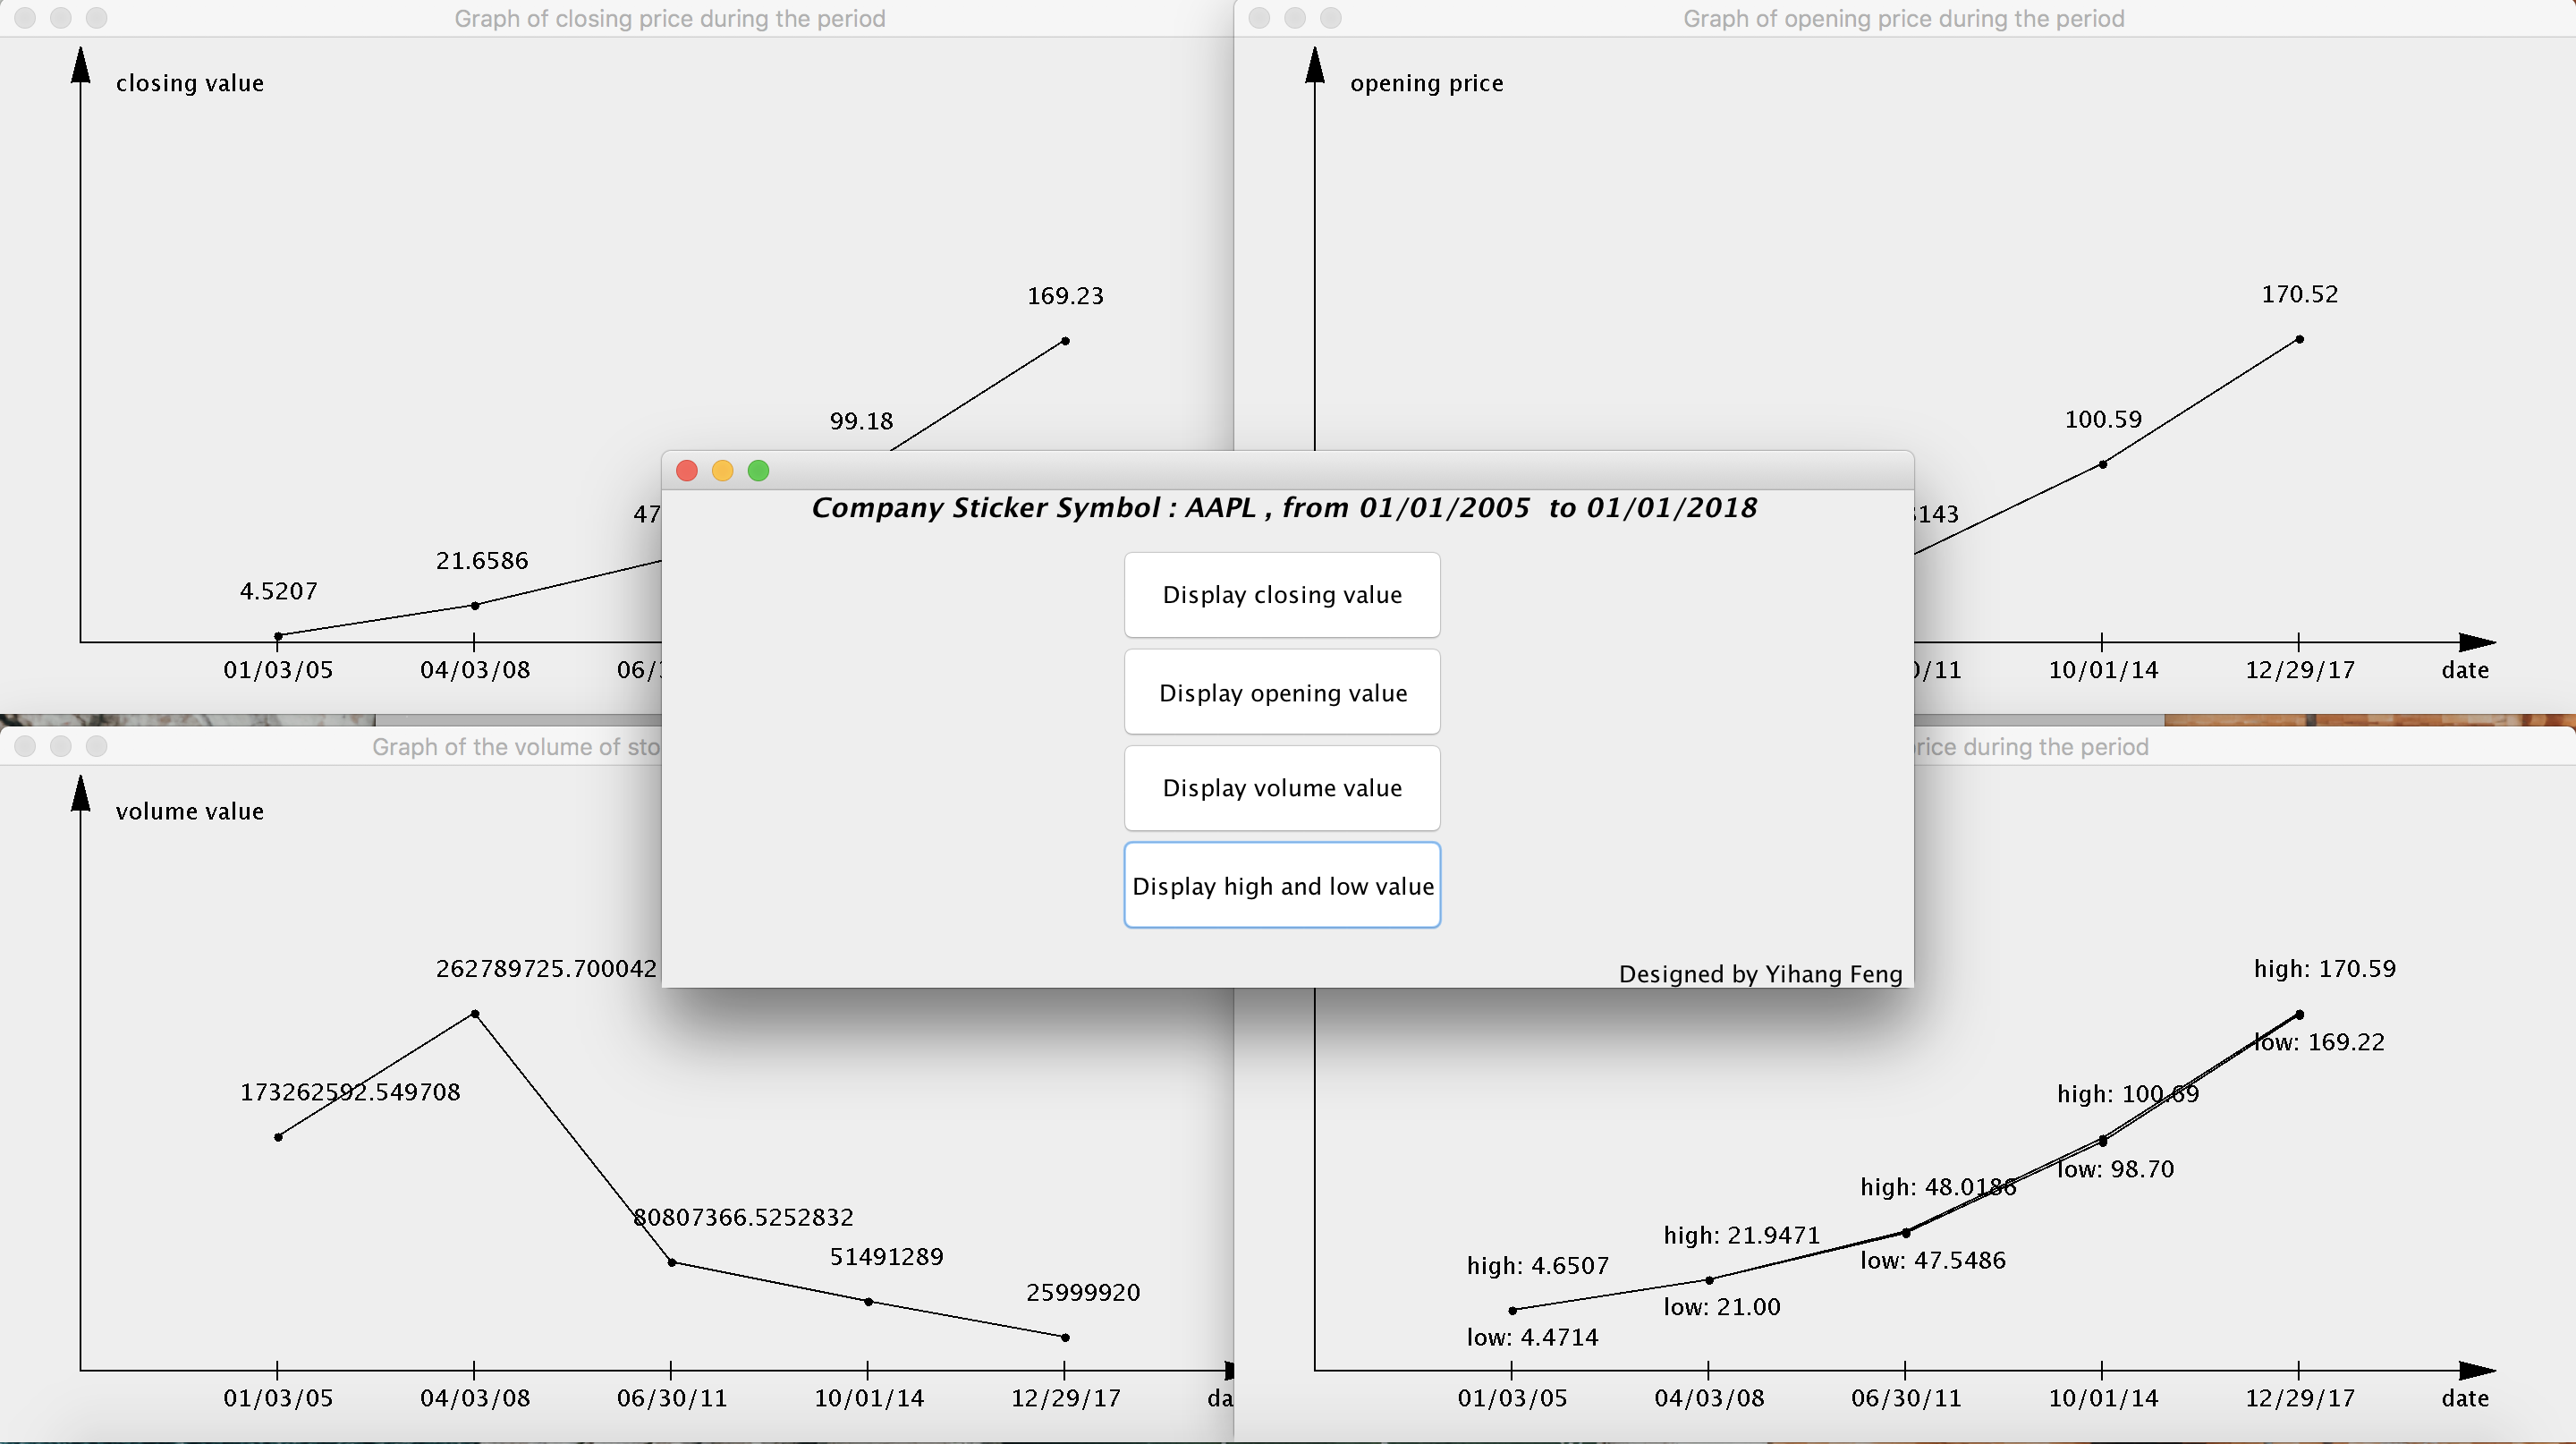 Graph of closing price during the period
closing value
169.23
99.18
47
21.6586
4.5207
01/03/05
04/03/08
06/
Graph of opening price during the period
opening price
170.52
100.59
143
/11
10/01/14
12/29/17
date
Company Sticker Symbol : AAPL , from 01/01/2005 to 01/01/2018
Display closing value
Display opening value
Display volume value
Display high and low value
Designed by Yihang Feng
Graph of the volume of sto
volume value
262789725.700042
173262592.549708
80807366.5252832
51491289
25999920
01/03/05
04/03/08
06/30/11
10/01/14
12/29/17
da
rice during the period
high: 170.59
low: 169.22
high: 100.69
low: 98.70
high: 48.0186
low: 47.5486
high: 21.9471
low: 21.00
high: 4.6507
low: 4.4714
01/03/05
04/03/08
06/30/11
10/01/14
12/29/17
date